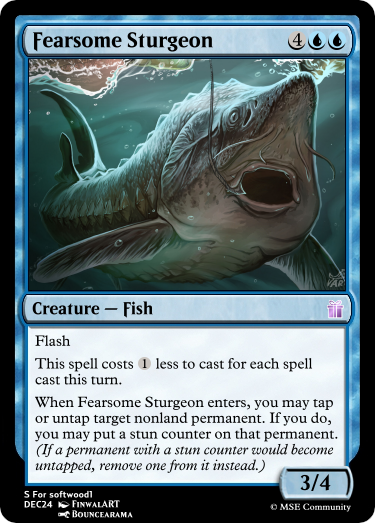 Fearsome Sturgeon 4
Creature — Fish
Flash
This spell costs 1 less to cast for each spell
cast this turn.
When Fearsome Sturgeon enters, you may tap
or untap target nonland permanent. If you do,
you may put a stun counter on that permanent.
(If a permanent with a stun counter would become
untapped, remove one from it instead.)
3/4
S For softwood1
DEC24 FinwalART
Bouncearama
© MSE Community